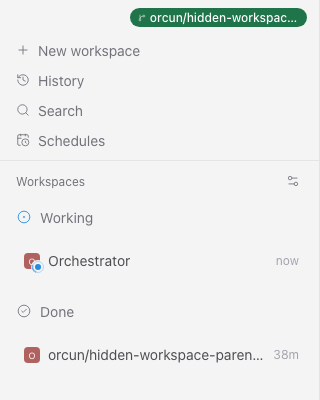 orcun/hidden-workspac...
New workspace
History
Search
Schedules
Workspaces
Working
O Orchestrator now
Done
O orcun/hidden-workspace-paren... 38m